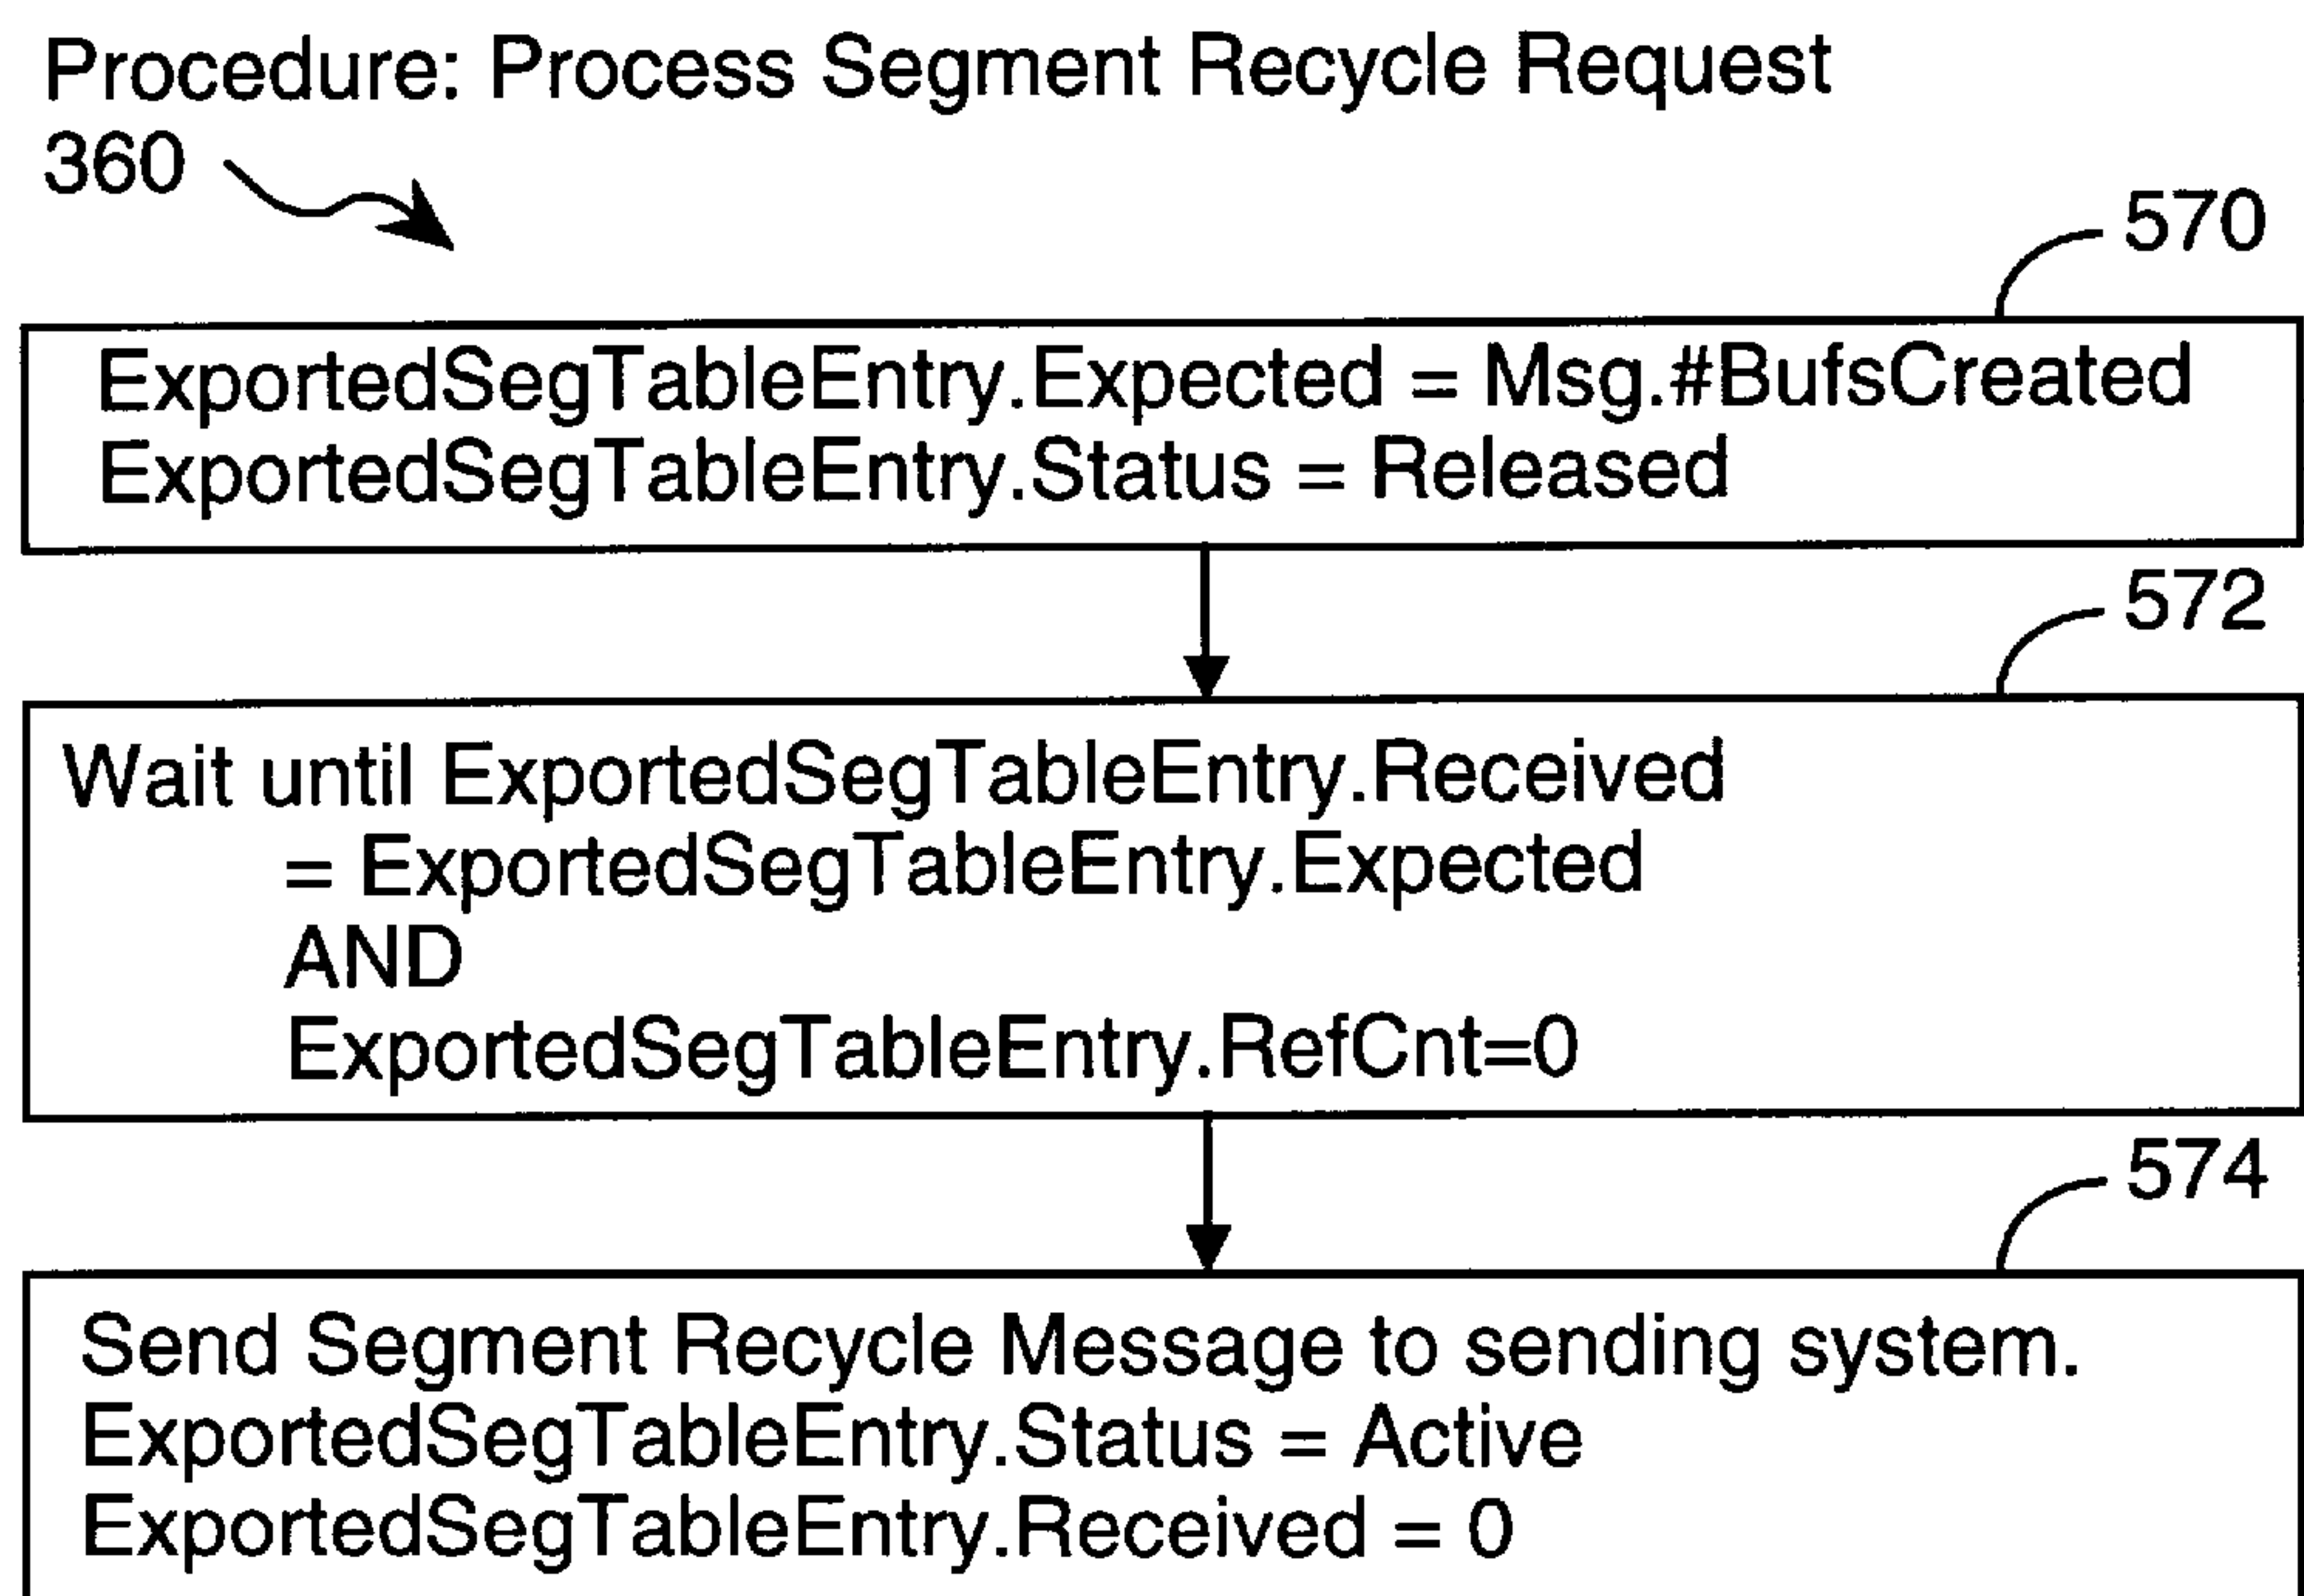 Procedure: Process Segment Recycle Request
360
570
ExportedSegTableEntry.Expected = Msg.#BufsCreated
ExportedSegTableEntry.Status = Released
572
Wait until ExportedSegTableEntry.Received
= ExportedSegTableEntry.Expected
AND
ExportedSegTableEntry.RefCnt=0
574
Send Segment Recycle Message to sending system.
ExportedSegTableEntry.Status = Active
ExportedSegTableEntry.Received = 0